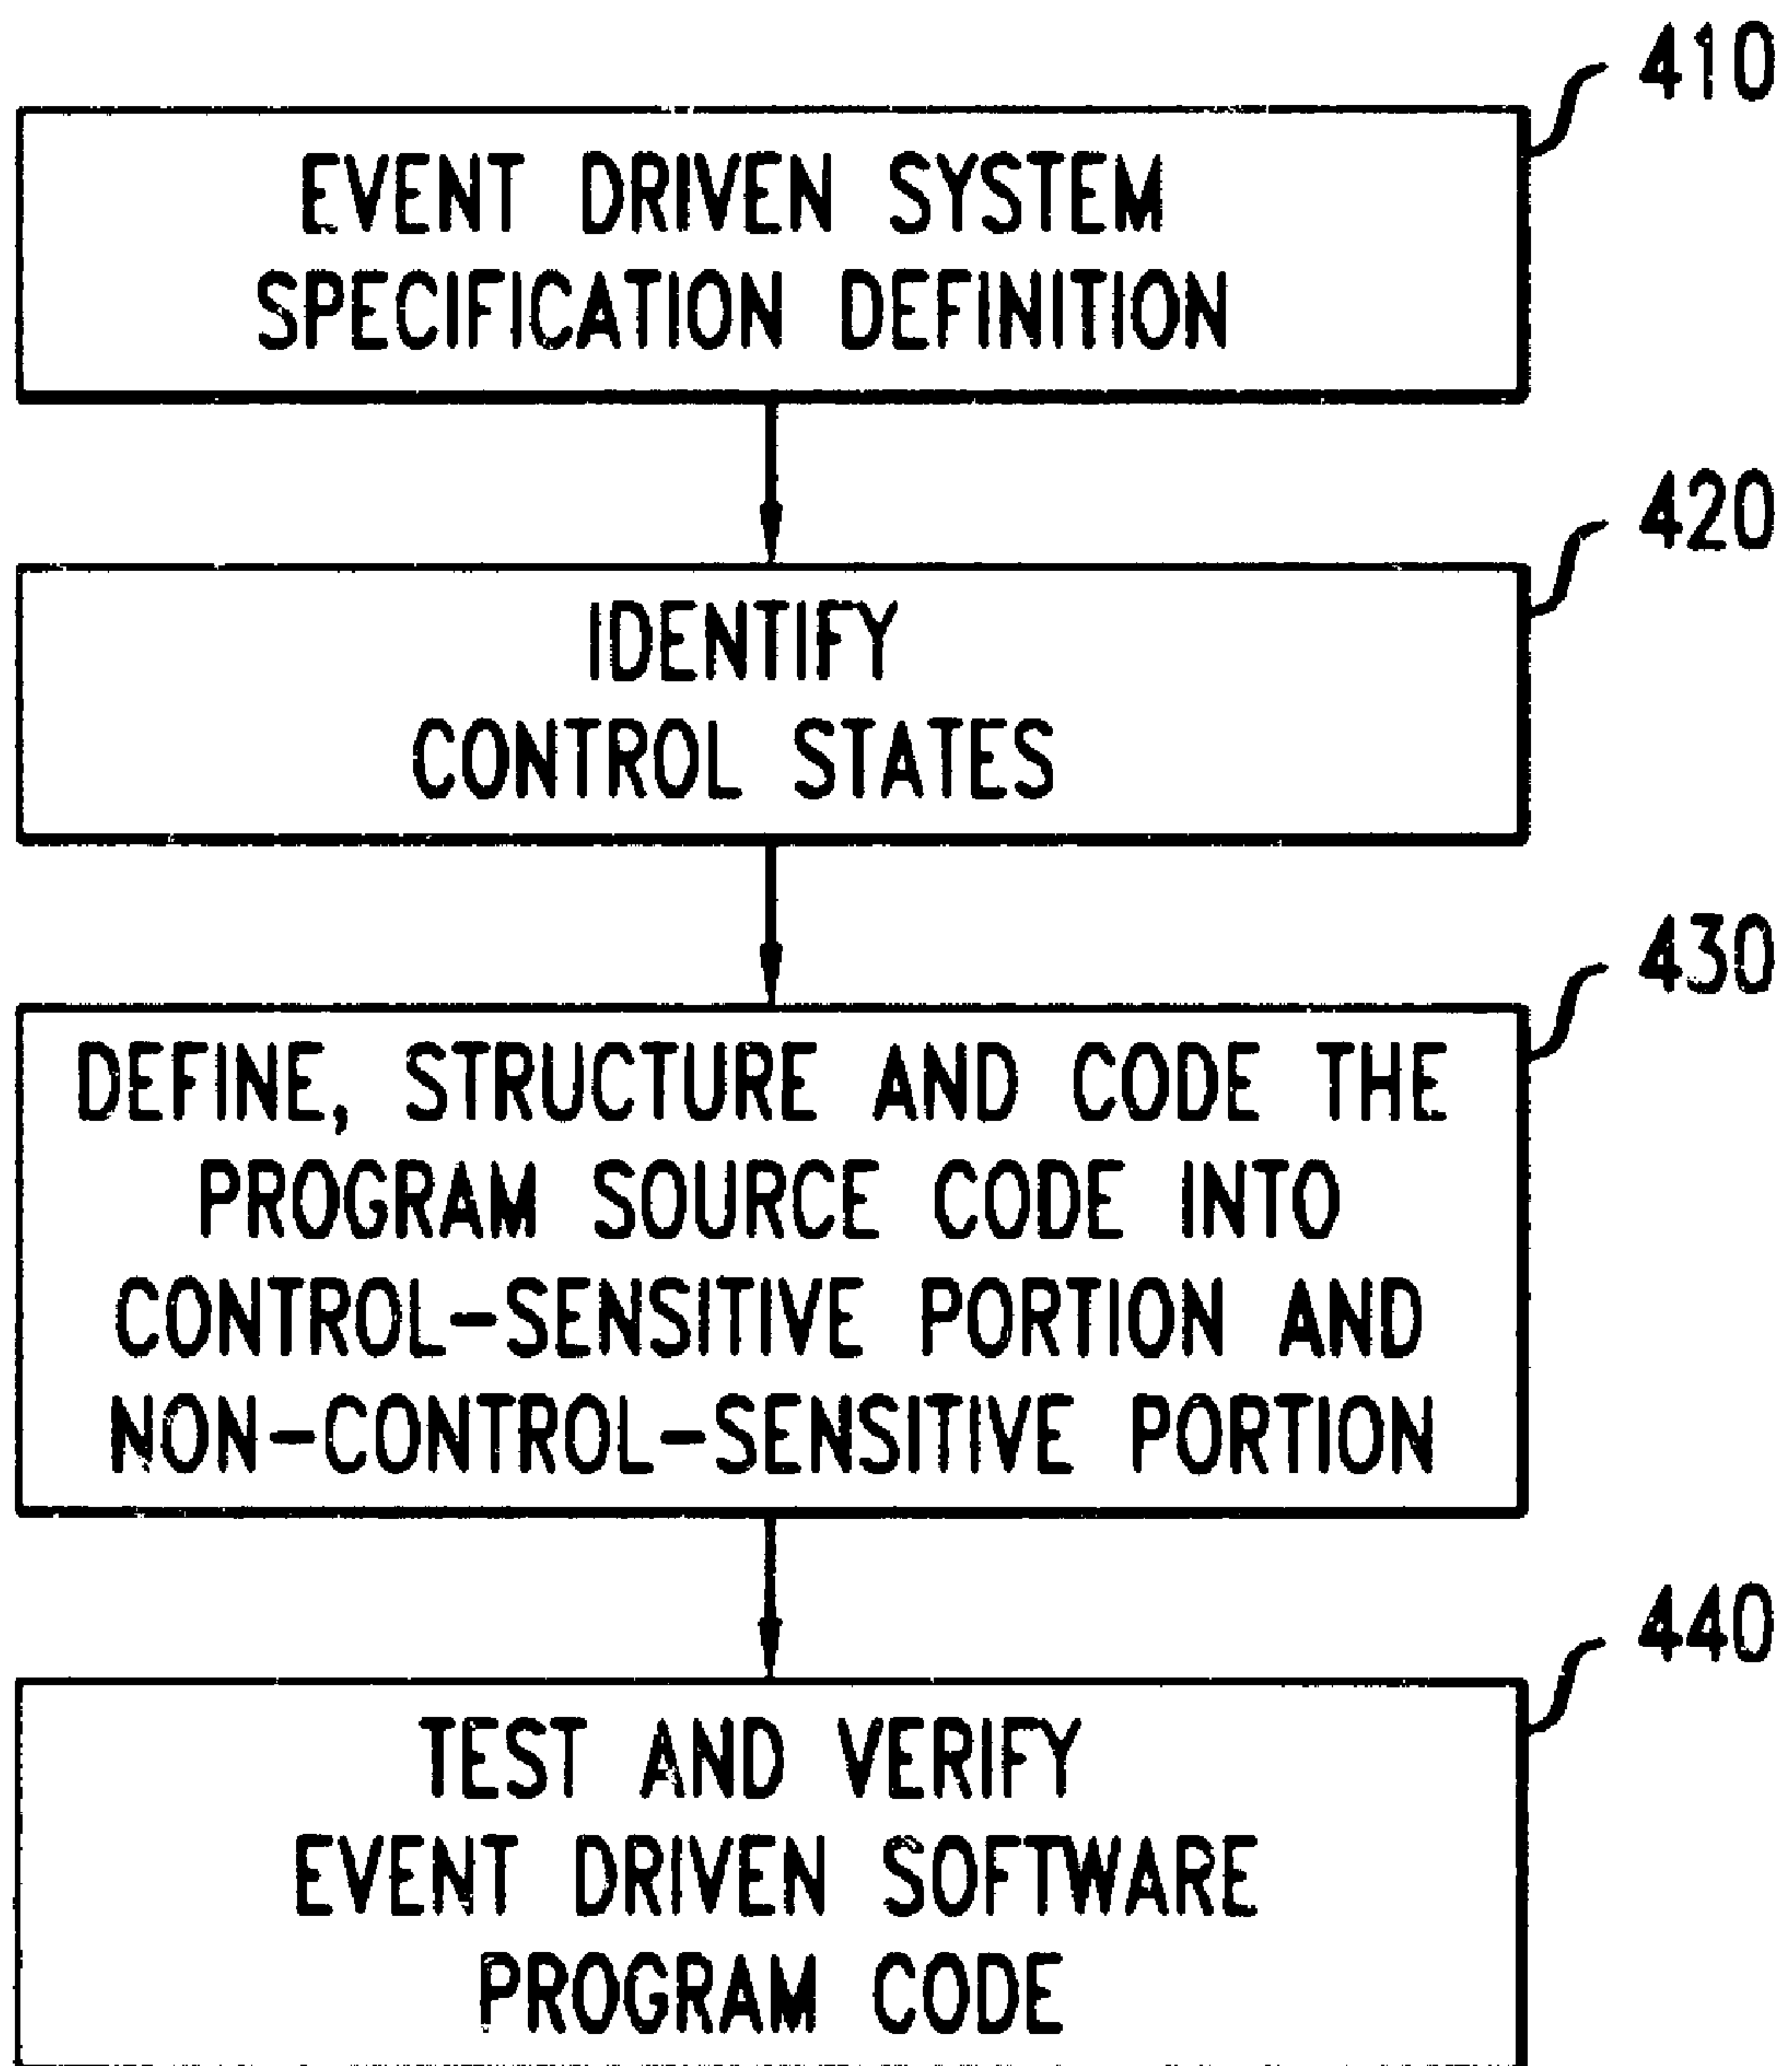 410
EVENT DRIVEN SYSTEM
SPECIFICATION DEFINITION
420
IDENTIFY
CONTROL STATES
430
DEFINE, STRUCTURE AND CODE THE
PROGRAM SOURCE CODE INTO
CONTROL-SENSITIVE PORTION AND
NON-CONTROL-SENSITIVE PORTION
440
TEST AND VERIFY
EVENT DRIVEN SOFTWARE
PROGRAM CODE